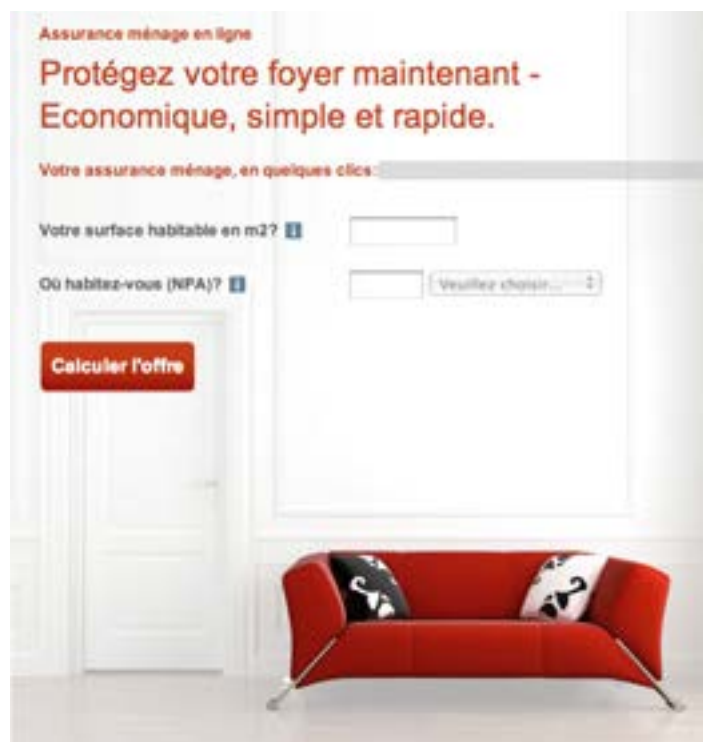 Assurance ménage en ligne
Protégez votre foyer maintenant -
Economique, simple et rapide.
Votre assurance ménage, en quelques clics:
Votre surface habitable en m2? i
Où habitez-vous (NPA)? i Veuillez choisir...
Calculer l'offre